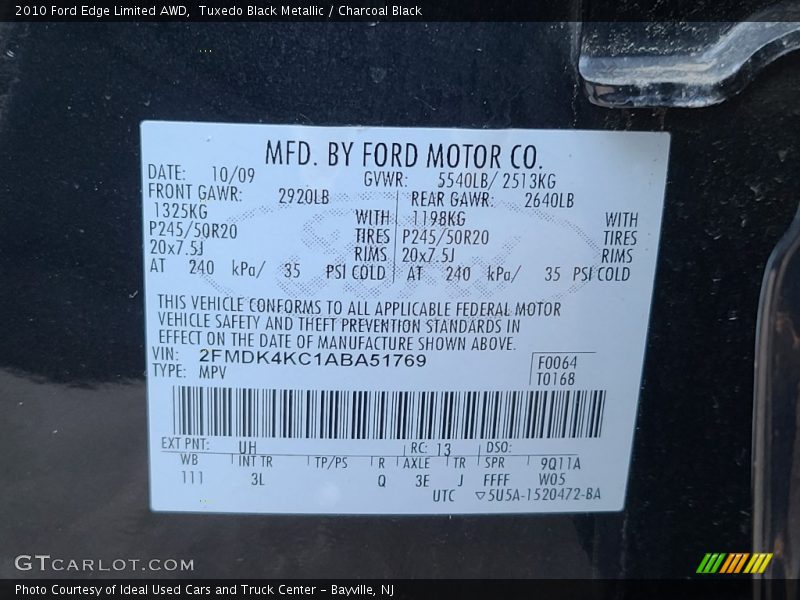 2010 Ford Edge Limited AWD,  Tuxedo Black Metallic / Charcoal Black
MFD. BY FORD MOTOR CO.
DATE: 10/09 GVWR: 5540LB/ 2513KG
FRONT GAWR: 2920LB REAR GAWR: 2640LB
1325KG WITH 1198KG WITH
P245/50R20 TIRES P245/50R20 TIRES
20x7.5J RIMS 20x7.5J RIMS
AT 240 kPa/ 35 PSI COLD AT 240 kPa/ 35 PSI COLD
THIS VEHICLE CONFORMS TO ALL APPLICABLE FEDERAL MOTOR
VEHICLE SAFETY AND THEFT PREVENTION STANDARDS IN
EFFECT ON THE DATE OF MANUFACTURE SHOWN ABOVE.
VIN: 2FMDK4KC1ABA51769 F0064
TYPE: MPV T0168
EXT PNT: UH RC: 13 DSO:
WB INT TR TP/PS R AXLE TR SPR 9Q11A
111 3L Q 3E J FFFF W05
UTC ▽5U5A-1520472-BA
GTCARLOT.COM
Photo Courtesy of Ideal Used Cars and Truck Center – Bayville, NJ